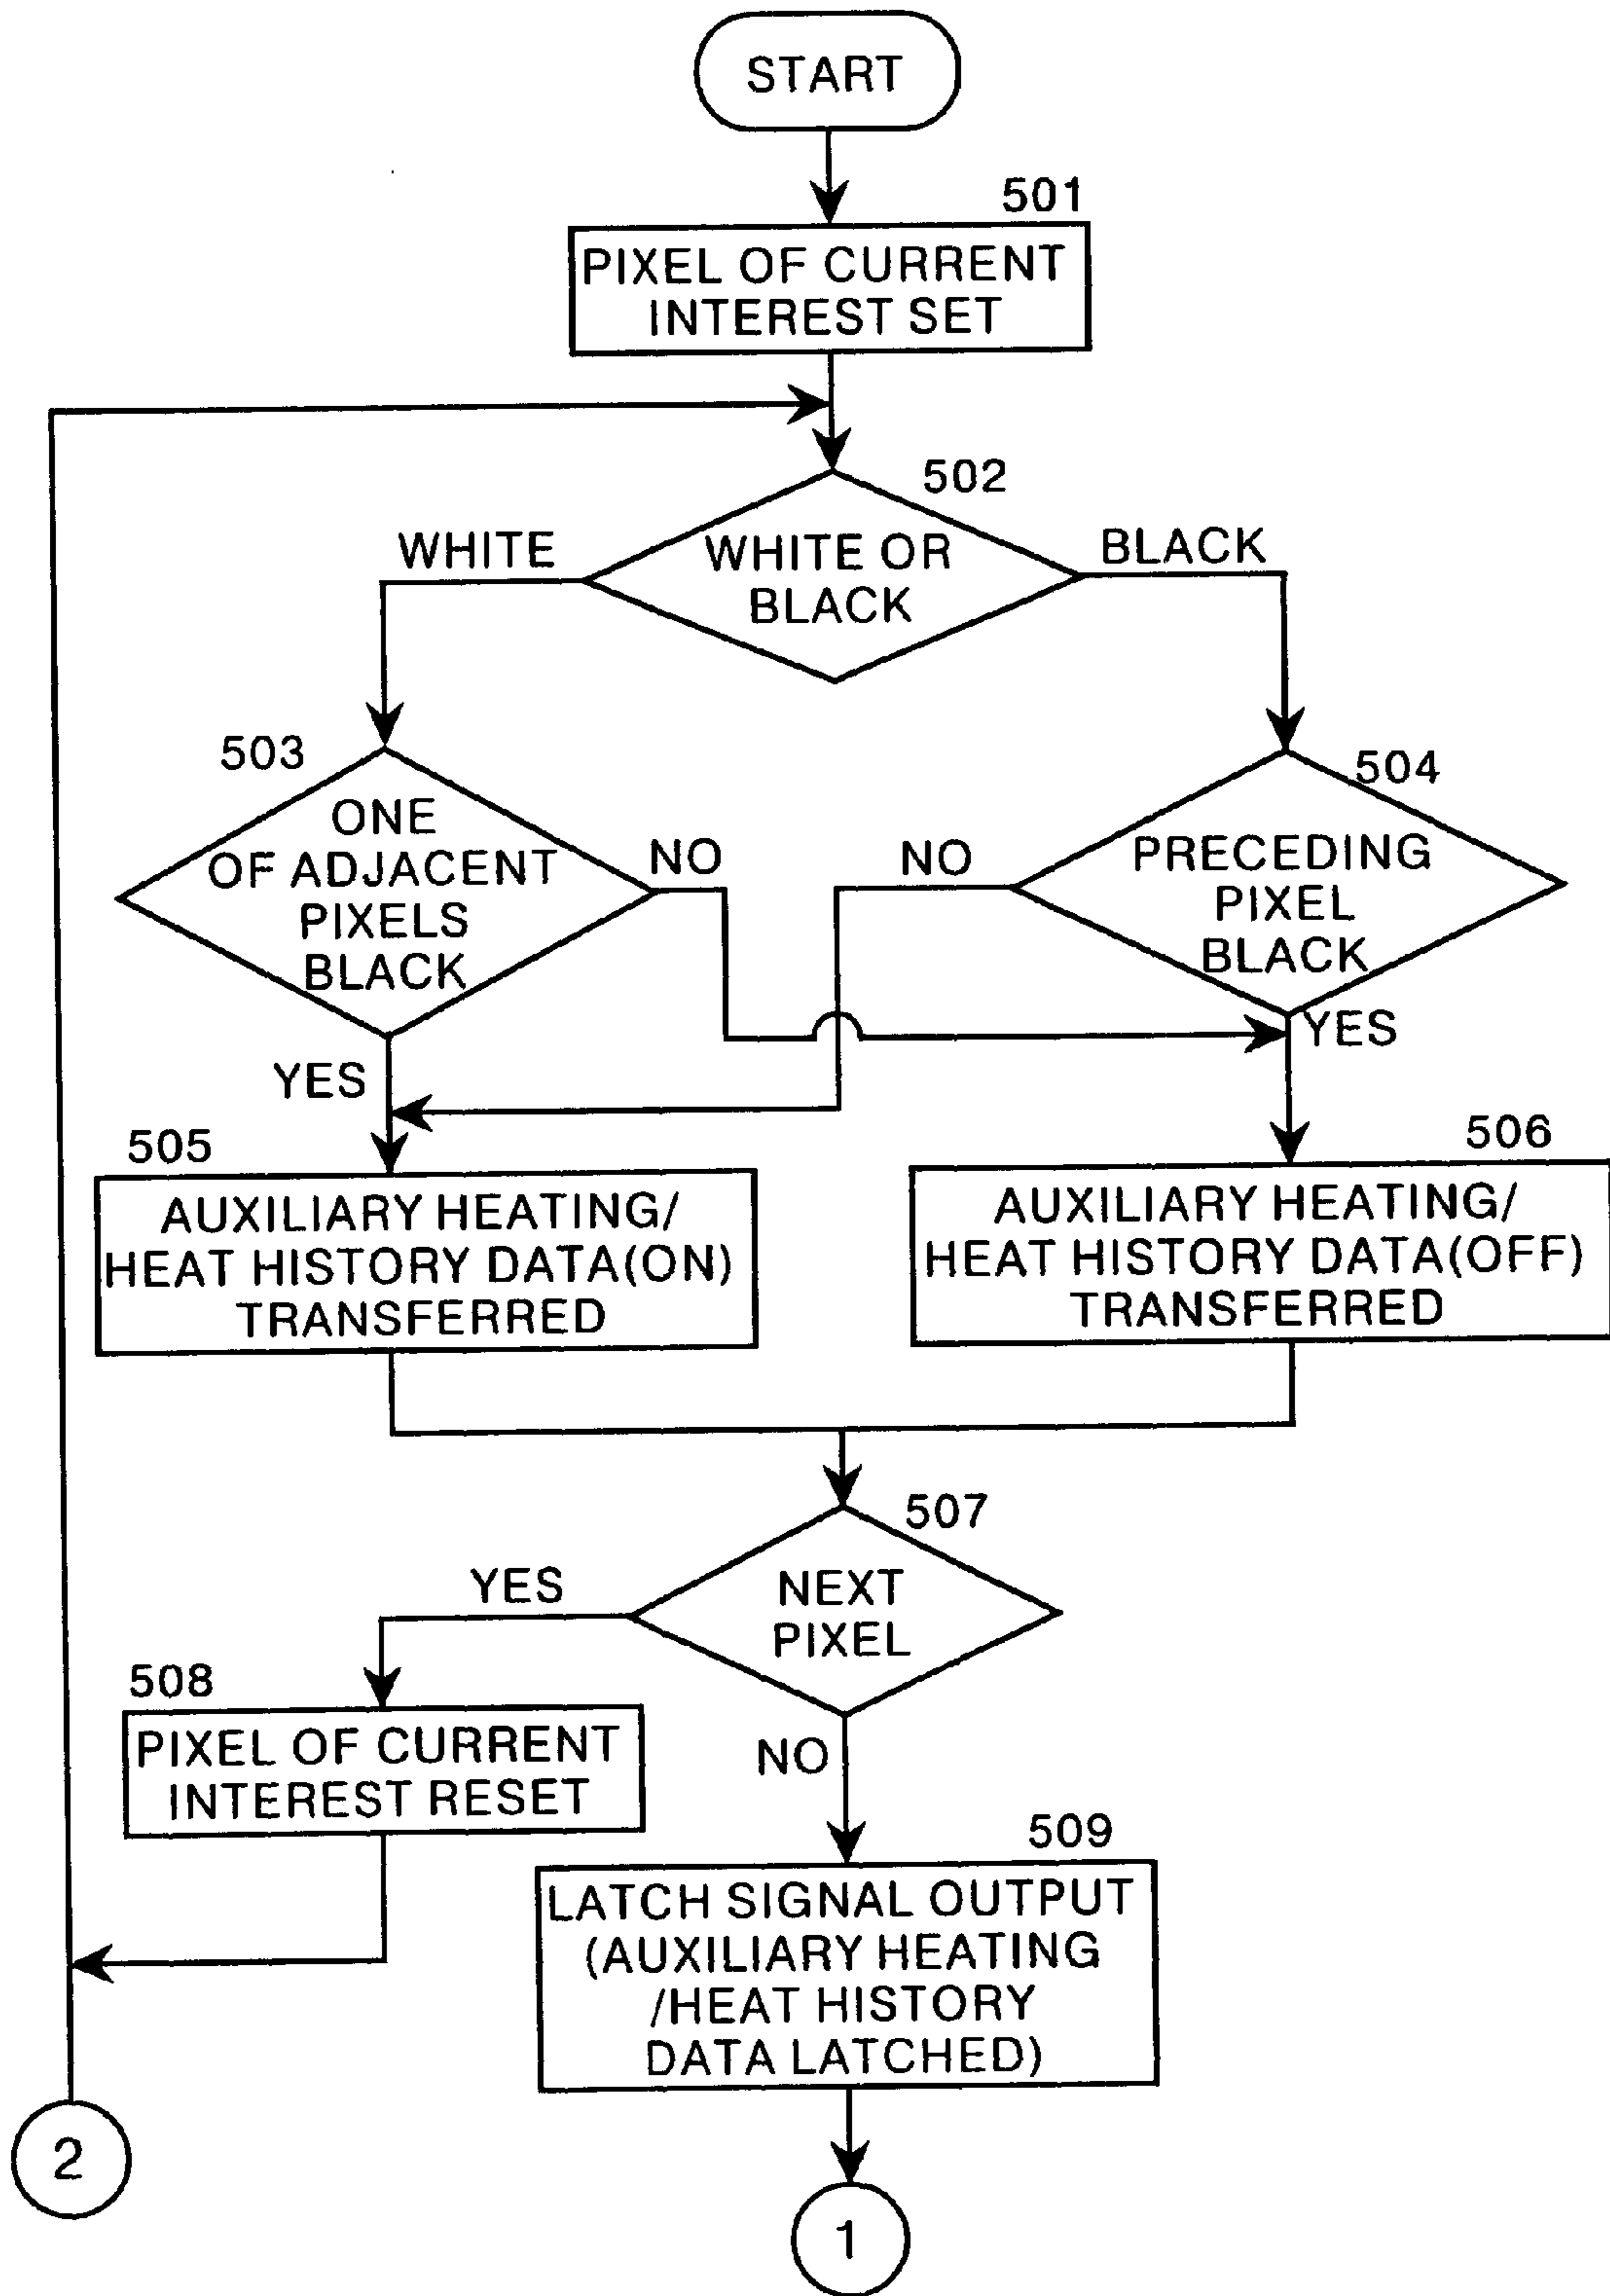 START
501
PIXEL OF CURRENT
INTEREST SET
502
WHITE
WHITE OR
BLACK
BLACK
503
ONE
OF ADJACENT
PIXELS
BLACK
NO
NO
504
PRECEDING
PIXEL
BLACK
YES
YES
505
AUXILIARY HEATING/
HEAT HISTORY DATA(ON)
TRANSFERRED
506
AUXILIARY HEATING/
HEAT HISTORY DATA(OFF)
TRANSFERRED
507
YES
NEXT
PIXEL
508
PIXEL OF CURRENT
INTEREST RESET
NO
509
LATCH SIGNAL OUTPUT
(AUXILIARY HEATING
/HEAT HISTORY
DATA LATCHED)
2
1